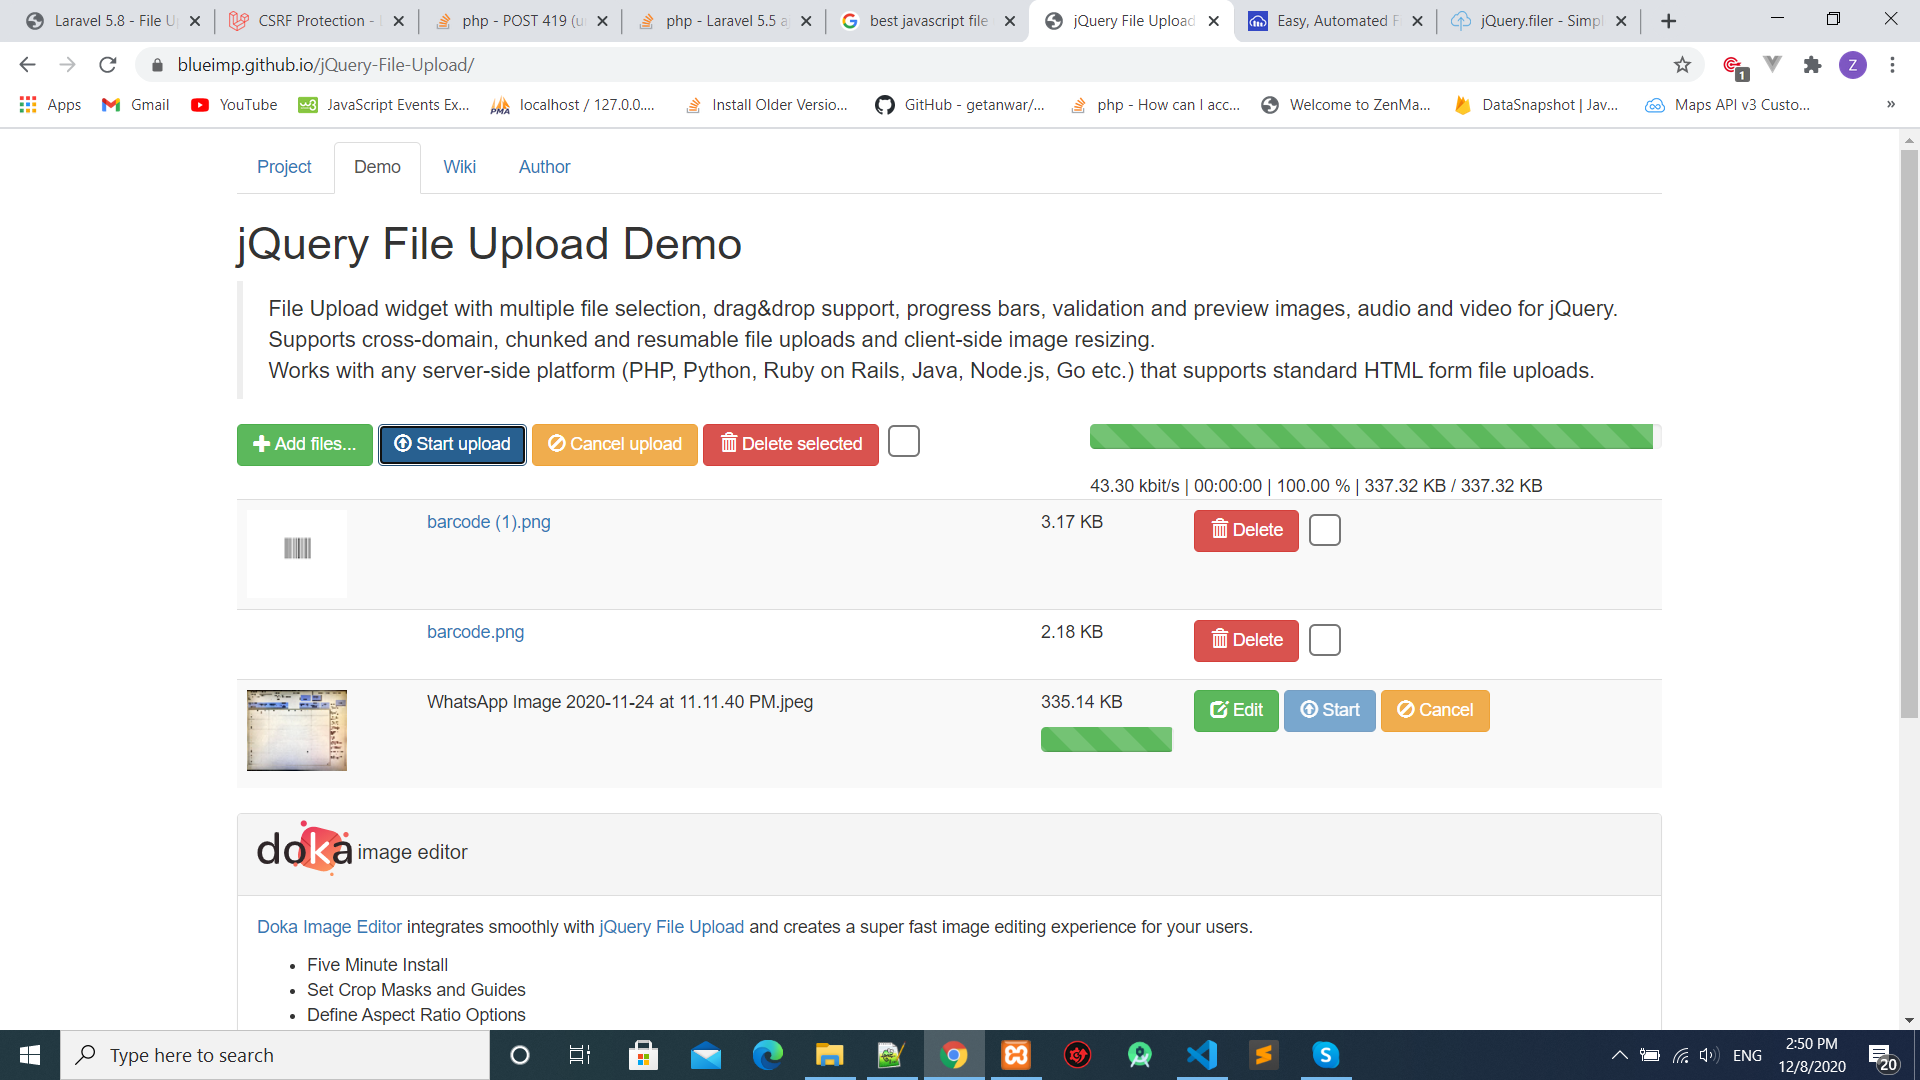 Laravel 5.8 - File U
CSRF Protection -
php - POST 419 (u
php - Laravel 5.5 a
best javascript file
jQuery File Upload
Easy, Automated F
jQuery.filer - Simpl
blueimp.github.io/jQuery-File-Upload/
1
Z
Apps
Gmail
YouTube
JavaScript Events Ex...
localhost / 127.0.0....
Install Older Versio...
GitHub - getanwar/...
php - How can I acc...
Welcome to ZenMa...
DataSnapshot | Jav...
Maps API v3 Custo...
»
Project
Demo
Wiki
Author
jQuery File Upload Demo
File Upload widget with multiple file selection, drag&drop support, progress bars, validation and preview images, audio and video for jQuery.
Supports cross-domain, chunked and resumable file uploads and client-side image resizing.
Works with any server-side platform (PHP, Python, Ruby on Rails, Java, Node.js, Go etc.) that supports standard HTML form file uploads.
Add files...
Start upload
Cancel upload
Delete selected
43.30 kbit/s | 00:00:00 | 100.00 % | 337.32 KB / 337.32 KB
barcode (1).png
3.17 KB
Delete
barcode.png
2.18 KB
Delete
WhatsApp Image 2020-11-24 at 11.11.40 PM.jpeg
335.14 KB
Edit
Start
Cancel
doka image editor
Doka Image Editor integrates smoothly with jQuery File Upload and creates a super fast image editing experience for your users.
• Five Minute Install
• Set Crop Masks and Guides
• Define Aspect Ratio Options
Type here to search
ENG
2:50 PM
12/8/2020
20